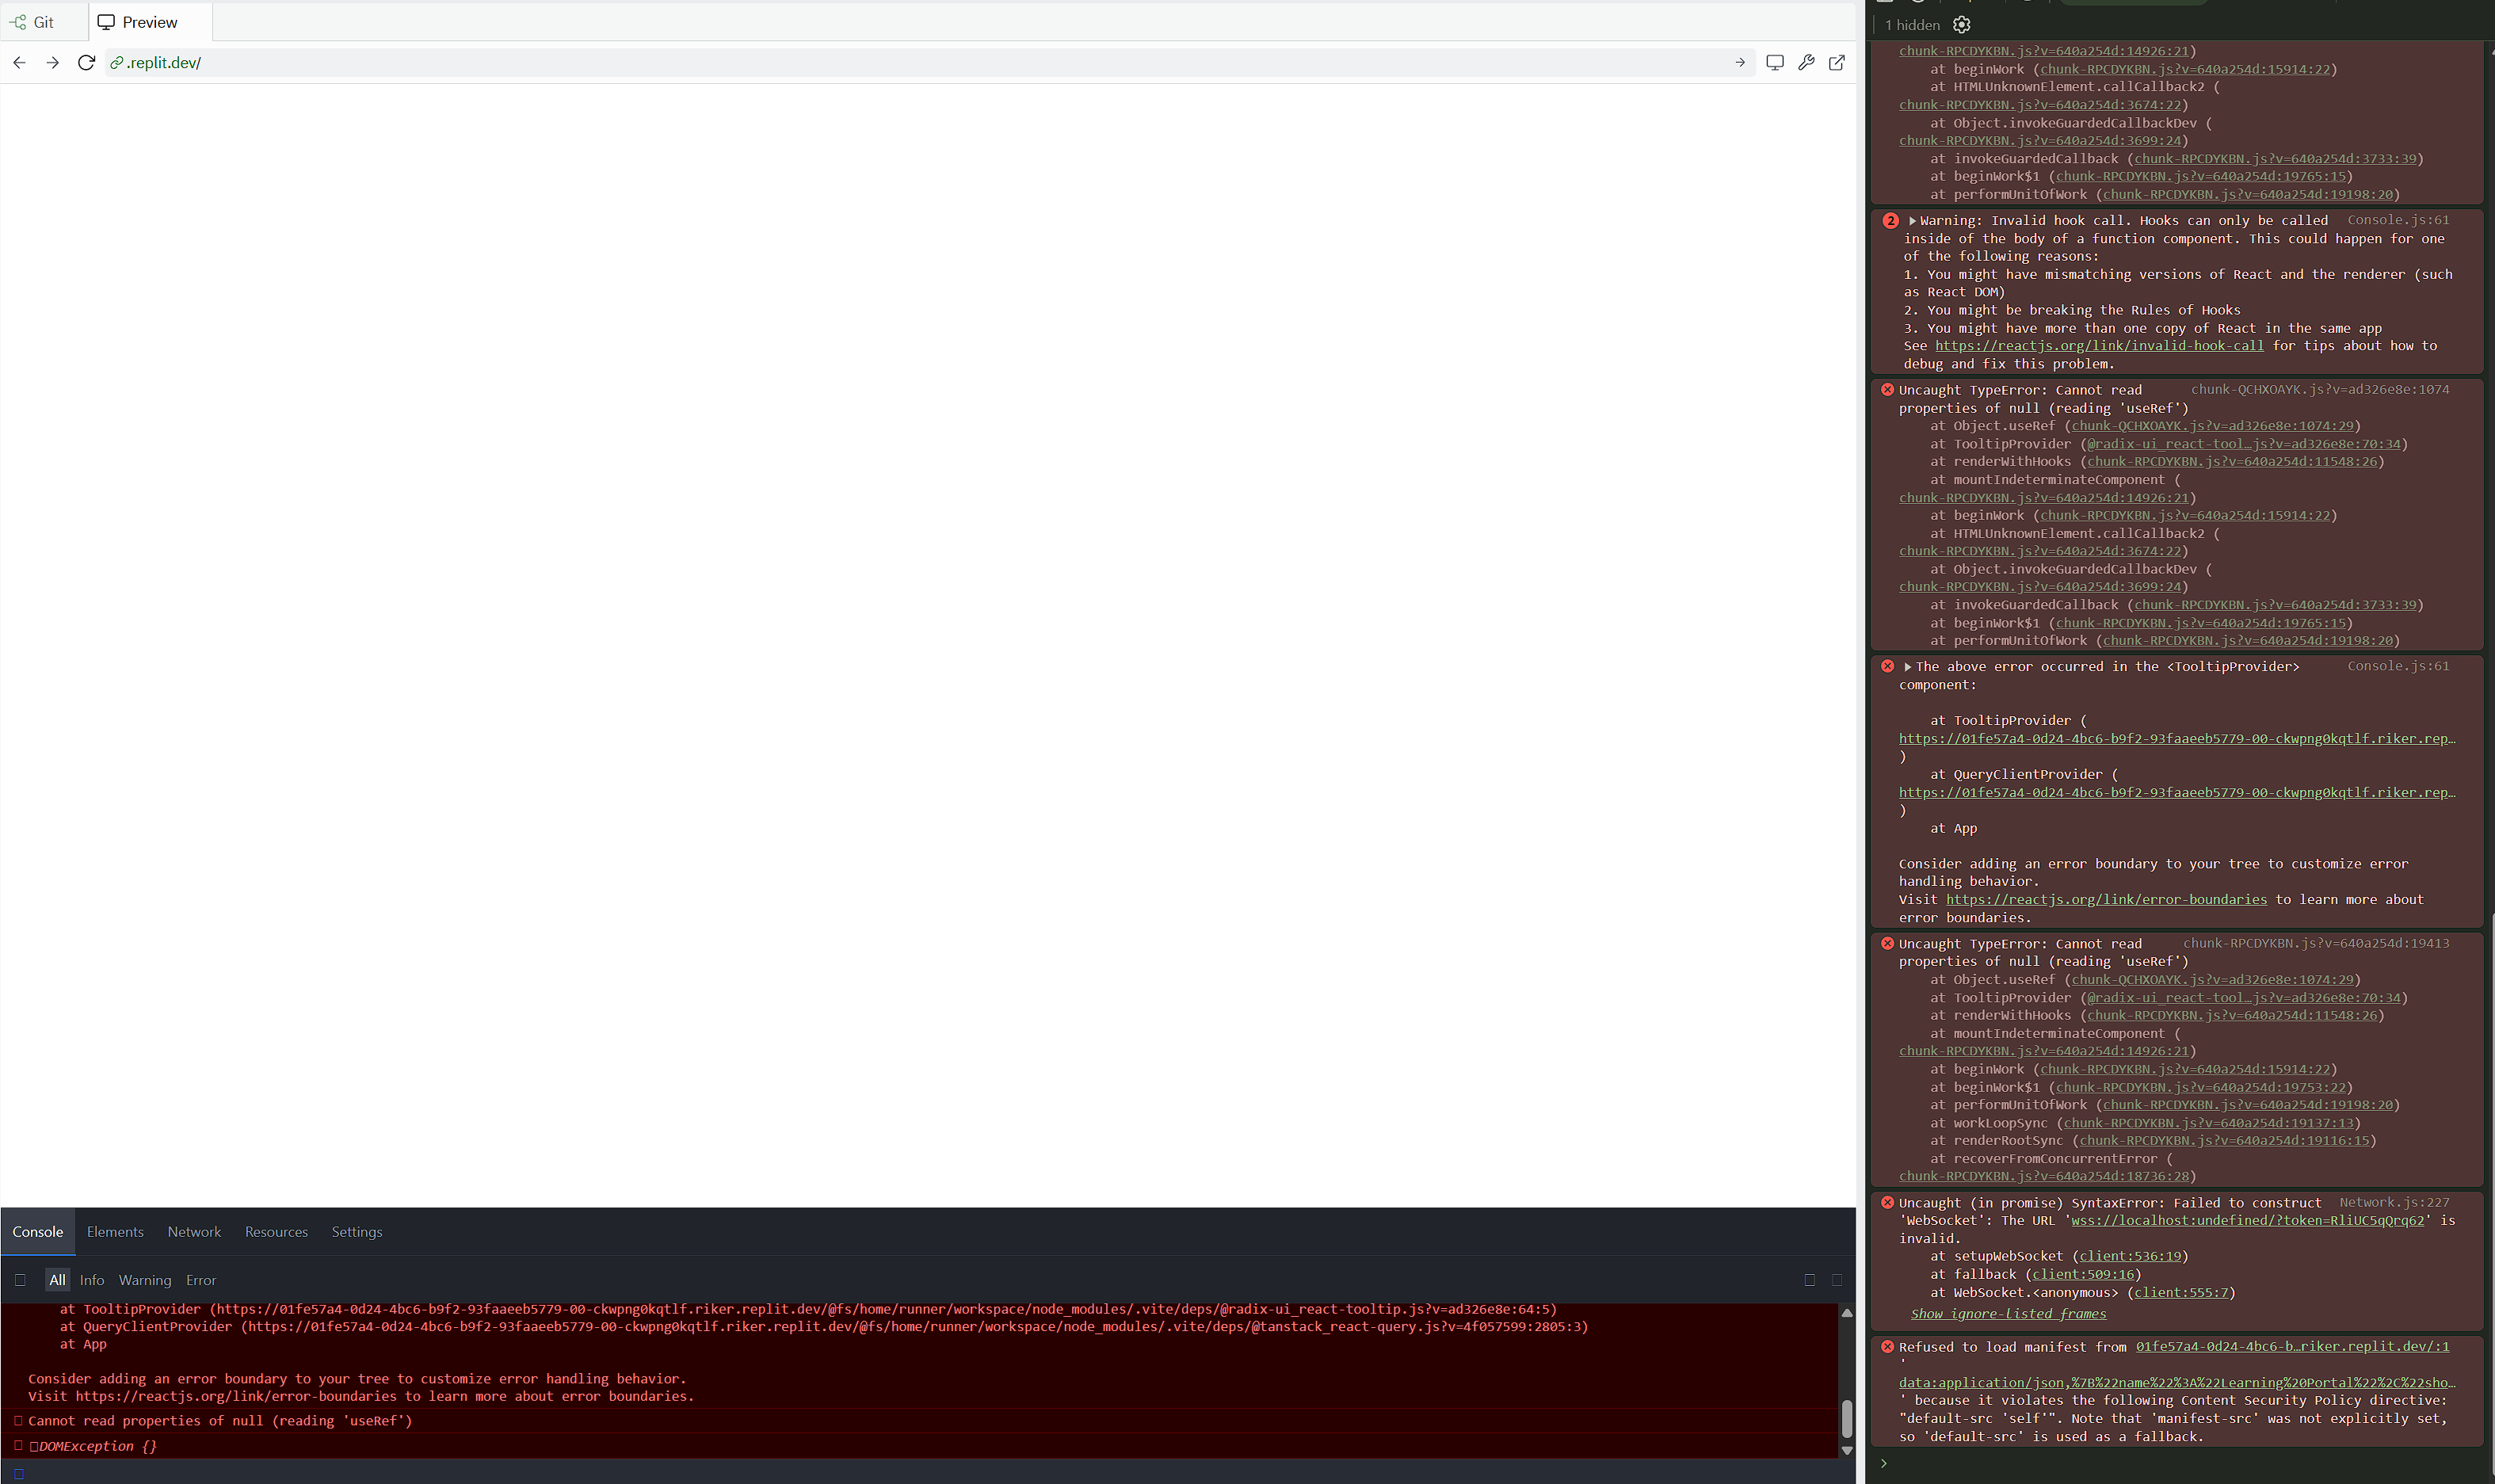 Git
Preview
.replit.dev/
Console
Elements
Network
Resources
Settings
All
Info
Warning
Error
at TooltipProvider (https://01fe57a4-0d24-4bc6-b9f2-93faaeeb5779-00-ckwpng0kqtlf.riker.replit.dev/@fs/home/runner/workspace/node_modules/.vite/deps/@radix-ui_react-tooltip.js?v=ad326e8e:64:5)
at QueryClientProvider (https://01fe57a4-0d24-4bc6-b9f2-93faaeeb5779-00-ckwpng0kqtlf.riker.replit.dev/@fs/home/runner/workspace/node_modules/.vite/deps/@tanstack_react-query.js?v=4f057599:2805:3)
at App
Consider adding an error boundary to your tree to customize error handling behavior.
Visit https://reactjs.org/link/error-boundaries to learn more about error boundaries.
Cannot read properties of null (reading 'useRef')
DOMException {}
1 hidden
chunk-RPCDYKBN.js?v=640a254d:14926:21)
at beginWork (chunk-RPCDYKBN.js?v=640a254d:15914:22)
at HTMLUnknownElement.callCallback2 (
chunk-RPCDYKBN.js?v=640a254d:3674:22)
at Object.invokeGuardedCallbackDev (
chunk-RPCDYKBN.js?v=640a254d:3699:24)
at invokeGuardedCallback (chunk-RPCDYKBN.js?v=640a254d:3733:39)
at beginWork$1 (chunk-RPCDYKBN.js?v=640a254d:19765:15)
at performUnitOfWork (chunk-RPCDYKBN.js?v=640a254d:19198:20)
2 Warning: Invalid hook call. Hooks can only be called Console.js:61
inside of the body of a function component. This could happen for one
of the following reasons:
1. You might have mismatching versions of React and the renderer (such
as React DOM)
2. You might be breaking the Rules of Hooks
3. You might have more than one copy of React in the same app
See https://reactjs.org/link/invalid-hook-call for tips about how to
debug and fix this problem.
Uncaught TypeError: Cannot read chunk-QCHXOAYK.js?v=ad326e8e:1074
properties of null (reading 'useRef')
at Object.useRef (chunk-QCHXOAYK.js?v=ad326e8e:1074:29)
at TooltipProvider (@radix-ui_react-tool…js?v=ad326e8e:70:34)
at renderWithHooks (chunk-RPCDYKBN.js?v=640a254d:11548:26)
at mountIndeterminateComponent (
chunk-RPCDYKBN.js?v=640a254d:14926:21)
at beginWork (chunk-RPCDYKBN.js?v=640a254d:15914:22)
at HTMLUnknownElement.callCallback2 (
chunk-RPCDYKBN.js?v=640a254d:3674:22)
at Object.invokeGuardedCallbackDev (
chunk-RPCDYKBN.js?v=640a254d:3699:24)
at invokeGuardedCallback (chunk-RPCDYKBN.js?v=640a254d:3733:39)
at beginWork$1 (chunk-RPCDYKBN.js?v=640a254d:19765:15)
at performUnitOfWork (chunk-RPCDYKBN.js?v=640a254d:19198:20)
The above error occurred in the <TooltipProvider> Console.js:61
component:
at TooltipProvider (
https://01fe57a4-0d24-4bc6-b9f2-93faaeeb5779-00-ckwpng0kqtlf.riker.rep…
)
at QueryClientProvider (
https://01fe57a4-0d24-4bc6-b9f2-93faaeeb5779-00-ckwpng0kqtlf.riker.rep…
)
at App
Consider adding an error boundary to your tree to customize error
handling behavior.
Visit https://reactjs.org/link/error-boundaries to learn more about
error boundaries.
Uncaught TypeError: Cannot read chunk-RPCDYKBN.js?v=640a254d:19413
properties of null (reading 'useRef')
at Object.useRef (chunk-QCHXOAYK.js?v=ad326e8e:1074:29)
at TooltipProvider (@radix-ui_react-tool…js?v=ad326e8e:70:34)
at renderWithHooks (chunk-RPCDYKBN.js?v=640a254d:11548:26)
at mountIndeterminateComponent (
chunk-RPCDYKBN.js?v=640a254d:14926:21)
at beginWork (chunk-RPCDYKBN.js?v=640a254d:15914:22)
at beginWork$1 (chunk-RPCDYKBN.js?v=640a254d:19753:22)
at performUnitOfWork (chunk-RPCDYKBN.js?v=640a254d:19198:20)
at workLoopSync (chunk-RPCDYKBN.js?v=640a254d:19137:13)
at renderRootSync (chunk-RPCDYKBN.js?v=640a254d:19116:15)
at recoverFromConcurrentError (
chunk-RPCDYKBN.js?v=640a254d:18736:28)
Uncaught (in promise) SyntaxError: Failed to construct Network.js:227
'WebSocket': The URL 'wss://localhost:undefined/?token=RliUC5qQrq62' is
invalid.
at setupWebSocket (client:536:19)
at fallback (client:509:16)
at WebSocket.<anonymous> (client:555:7)
Show ignore-listed frames
Refused to load manifest from 01fe57a4-0d24-4bc6-b…riker.replit.dev/:1
'
data:application/json,%7B%22name%22%3A%22Learning%20Portal%22%2C%22sho…
' because it violates the following Content Security Policy directive:
"default-src 'self'". Note that 'manifest-src' was not explicitly set,
so 'default-src' is used as a fallback.